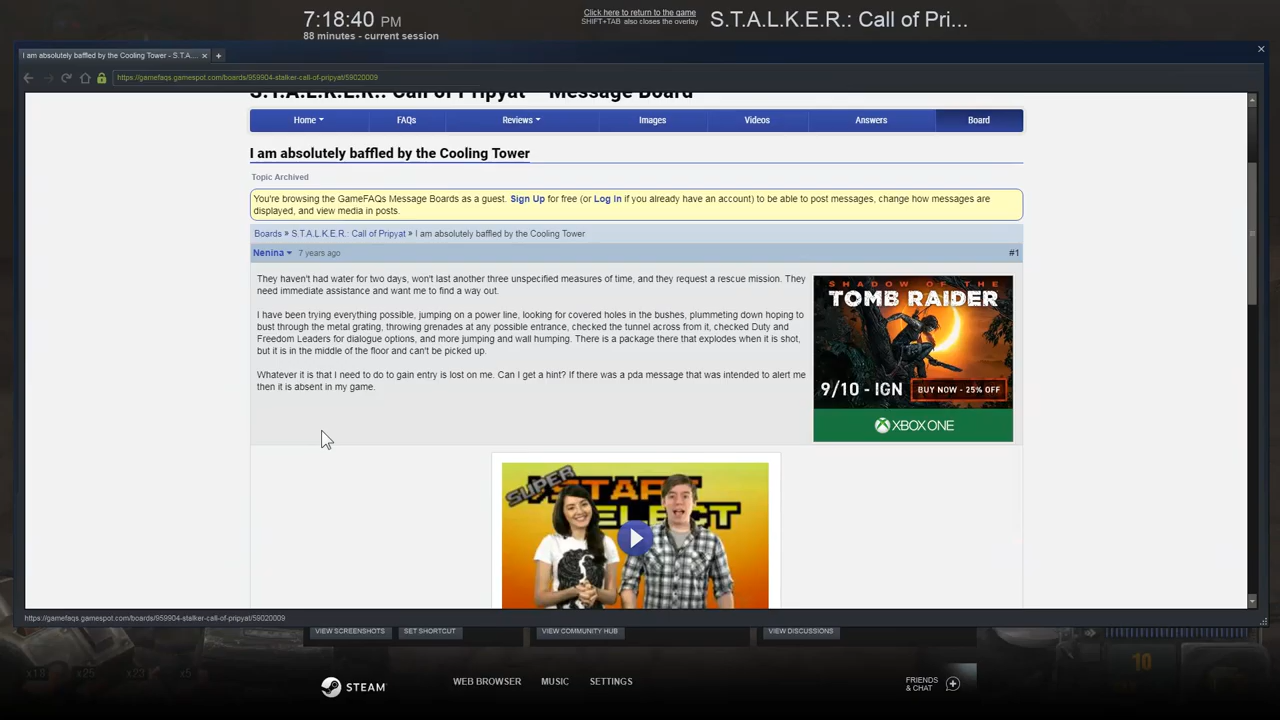 7:18:40 PM
88 minutes - current session
Click here to return to the game
SHIFT+TAB also closes the overlay
S.T.A.L.K.E.R.: Call of Pri...
I am absolutely baffled by the Cooling Tower - S.T.A....
https://gamefaqs.gamespot.com/boards/959904-stalker-call-of-pripyat/59020009
S.T.A.L.K.E.R.: Call of Pripyat – Message Board
Home FAQs Reviews Images Videos Answers Board
I am absolutely baffled by the Cooling Tower
Topic Archived
You're browsing the GameFAQs Message Boards as a guest. Sign Up for free (or Log In if you already have an account) to be able to post messages, change how messages are
displayed, and view media in posts.
Boards » S.T.A.L.K.E.R.: Call of Pripyat » I am absolutely baffled by the Cooling Tower
Nenina 7 years ago #1
They haven't had water for two days, won't last another three unspecified measures of time, and they request a rescue mission. They
need immediate assistance and want me to find a way out.
I have been trying everything possible, jumping on a power line, looking for covered holes in the bushes, plummeting down hoping to
bust through the metal grating, throwing grenades at any possible entrance, checked the tunnel across from it, checked Duty and
Freedom Leaders for dialogue options, and more jumping and wall humping. There is a package there that explodes when it is shot,
but it is in the middle of the floor and can't be picked up.
Whatever it is that I need to do to gain entry is lost on me. Can I get a hint? If there was a pda message that was intended to alert me
then it is absent in my game.
SHADOW OF THE
TOMB RAIDER
9/10 - IGN
BUY NOW - 25% OFF
XBOX ONE
SUPER
START
SELECT
https://gamefaqs.gamespot.com/boards/959904-stalker-call-of-pripyat/59020009
VIEW SCREENSHOTS SET SHORTCUT VIEW COMMUNITY HUB VIEW DISCUSSIONS
x18 x25 x23 x5
10
STEAM
WEB BROWSER MUSIC SETTINGS
FRIENDS
& CHAT